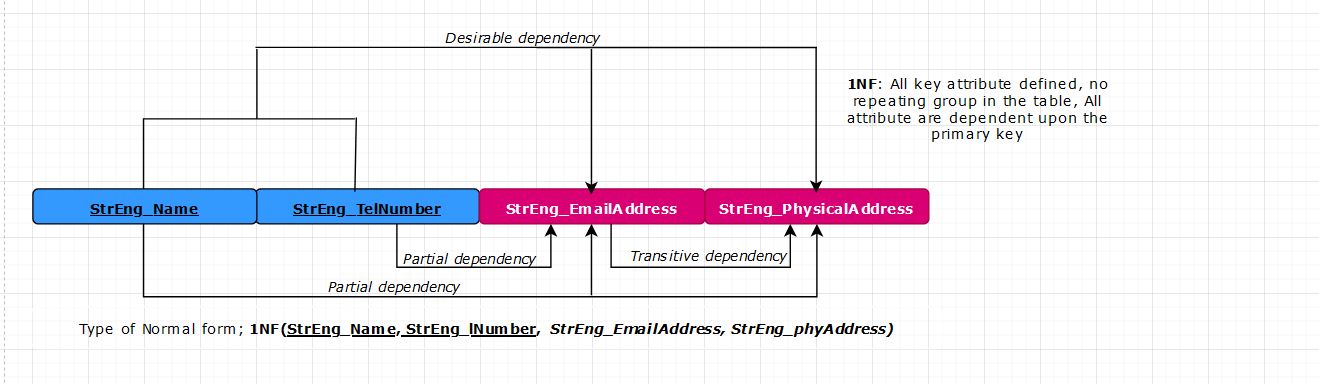 Desirable dependency
1NF: All key attribute defined, no
repeating group in the table, All
attribute are dependent upon the
primary key
StrEng_Name
StrEng_TelNumber
StrEng_EmailAddress
StrEng_PhysicalAddress
Partial dependency
Transitive dependency
Partial dependency
Type of Normal form; 1NF(StrEng_Name, StrEng_lNumber, StrEng_EmailAddress, StrEng_phyAddress)